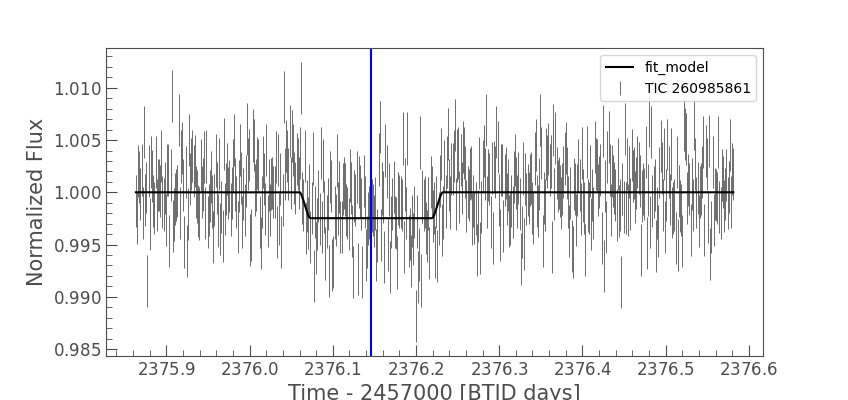 fit_model
TIC 260985861
1.010
1.005
1.000
0.995
0.990
0.985
Normalized Flux
2375.9 2376.0 2376.1 2376.2 2376.3 2376.4 2376.5 2376.6
Time - 2457000 [BTJD days]